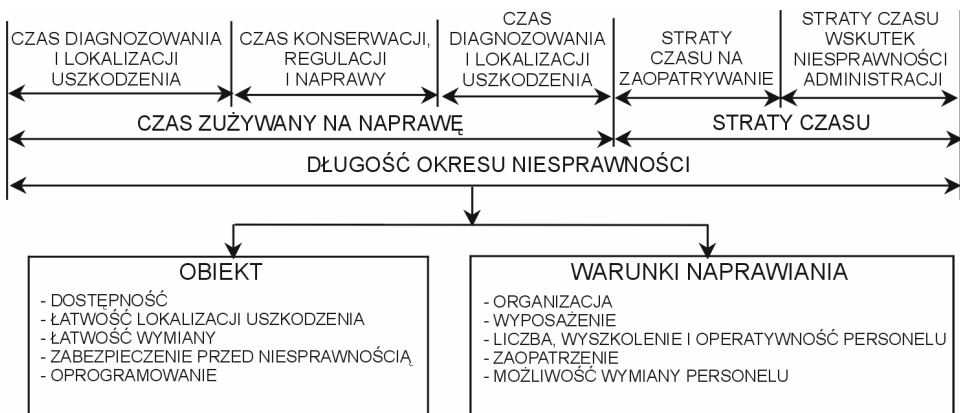 CZAS DIAGNOZOWANIA
I LOKALIZACJI
USZKODZENIA
CZAS KONSERWACJI,
REGULACJI
I NAPRAWY
CZAS
DIAGNOZOWANIA
I LOKALIZACJI
USZKODZENIA
STRATY
CZASU NA
ZAOPATRYWANIE
STRATY CZASU
WSKUTEK
NIESPRAWNOŚCI
ADMINISTRACJI
CZAS ZUŻYWANY NA NAPRAWĘ
STRATY CZASU
DŁUGOŚĆ OKRESU NIESPRAWNOŚCI
OBIEKT
- DOSTĘPNOŚĆ
- ŁATWOŚĆ LOKALIZACJI USZKODZENIA
- ŁATWOŚĆ WYMIANY
- ZABEZPIECZENIE PRZED NIESPRAWNOŚCIĄ
- OPROGRAMOWANIE
WARUNKI NAPRAWIANIA
- ORGANIZACJA
- WYPOSAŻENIE
- LICZBA, WYSZKOLENIE I OPERATYWNOŚĆ PERSONELU
- ZAOPATRZENIE
- MOŻLIWOŚĆ WYMIANY PERSONELU